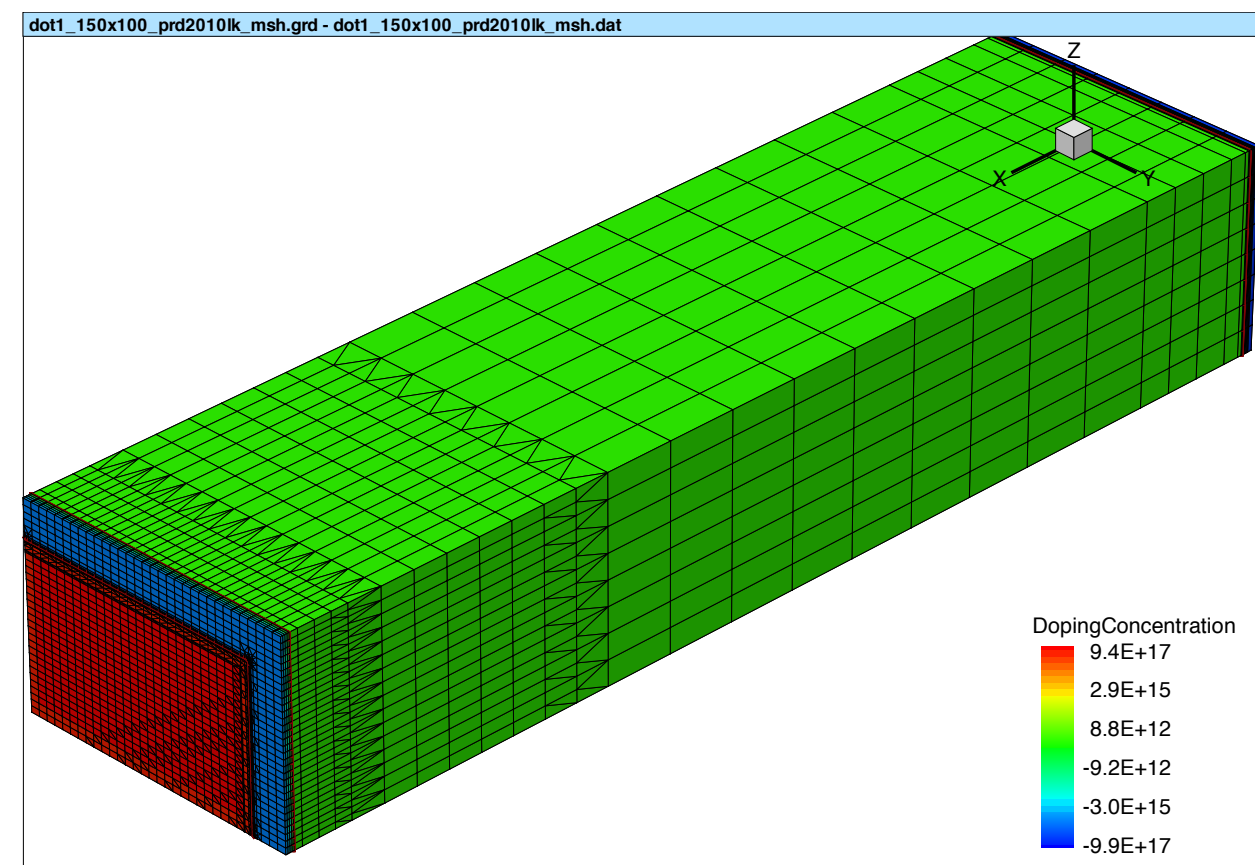 dot1_150x100_prd2010lk_msh.grd - dot1_150x100_prd2010lk_msh.dat
Z
X
Y
DopingConcentration
9.4E+17
2.9E+15
8.8E+12
-9.2E+12
-3.0E+15
-9.9E+17